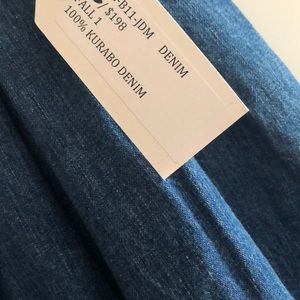 -B11-JDM DENIM
/$198
FALL 1
100% KURABO DENIM